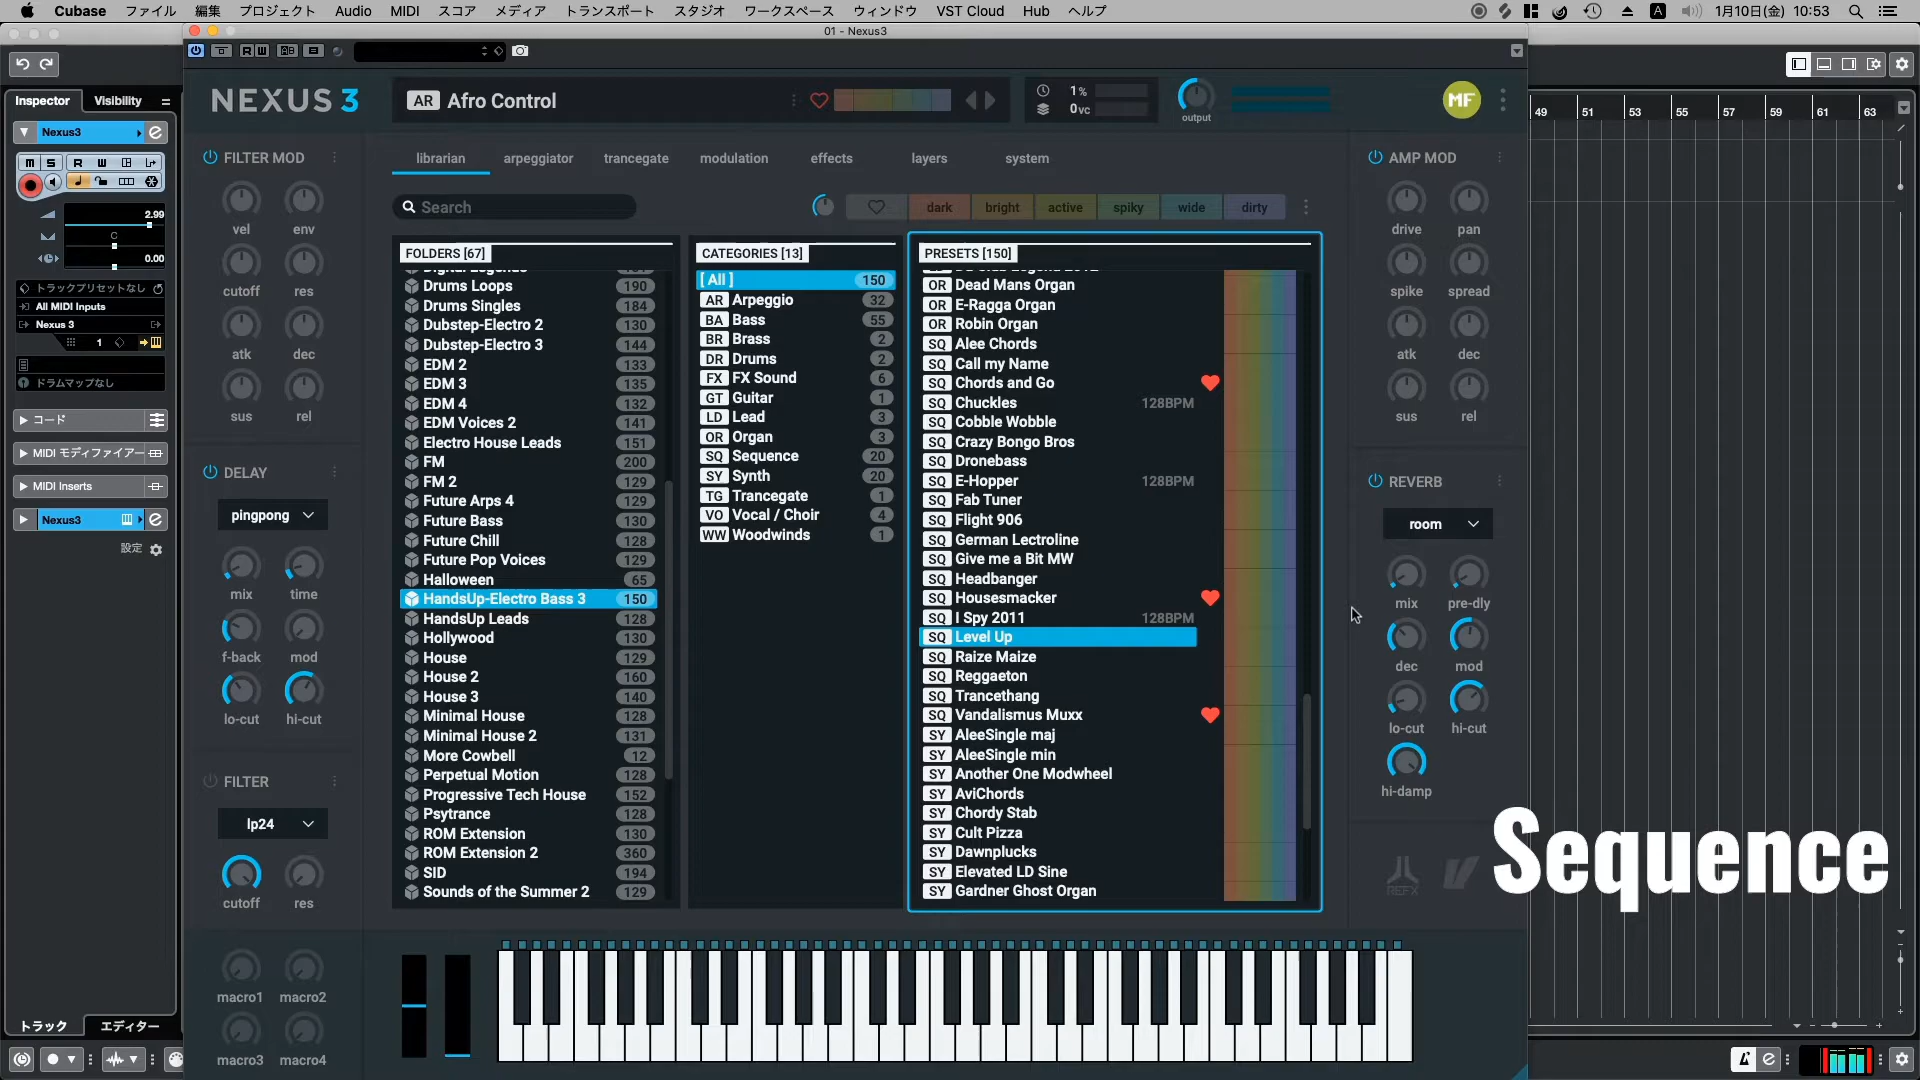 Cubase ファイル 編集 プロジェクト Audio MIDI スコア メディア トランスポート スタジオ ワークスペース ウィンドウ VST Cloud Hub ヘルプ
A 1月10日(金) 10:53
01 - Nexus3
R W
Inspector Visibility
Nexus3
M S R W
2.99
C
0.00
トラックプリセットなし
All MIDI Inputs
Nexus 3
1
ドラムマップなし
コード
MIDI モディファイアー
MIDI Inserts
Nexus3
設定
トラック エディター
NEXUS 3
AR Afro Control
1 %
0 vc
output
MF
librarian arpeggiator trancegate modulation effects layers system
Search
dark bright active spiky wide dirty
FILTER MOD
vel env
cutoff res
atk dec
sus rel
DELAY
pingpong
mix time
f-back mod
lo-cut hi-cut
FILTER
lp24
cutoff res
macro1 macro2
macro3 macro4
FOLDERS [67]
Digital Legends
Drums Loops 190
Drums Singles 184
Dubstep-Electro 2 130
Dubstep-Electro 3 144
EDM 2 133
EDM 3 135
EDM 4 132
EDM Voices 2 141
Electro House Leads 151
FM 200
FM 2 129
Future Arps 4 129
Future Bass 130
Future Chill 128
Future Pop Voices 129
Halloween 65
HandsUp-Electro Bass 3 150
HandsUp Leads 128
Hollywood 130
House 129
House 2 160
House 3 140
Minimal House 128
Minimal House 2 131
More Cowbell 12
Perpetual Motion 128
Progressive Tech House 152
Psytrance 128
ROM Extension 130
ROM Extension 2 360
SID 194
Sounds of the Summer 2 129
CATEGORIES [13]
[ All ] 150
AR Arpeggio 32
BA Bass 55
BR Brass 2
DR Drums 2
FX FX Sound 6
GT Guitar 1
LD Lead 3
OR Organ 3
SQ Sequence 20
SY Synth 20
TG Trancegate 1
VO Vocal / Choir 4
WW Woodwinds 1
PRESETS [150]
OR Dead Mans Organ
OR E-Ragga Organ
OR Robin Organ
SQ Alee Chords
SQ Call my Name
SQ Chords and Go
SQ Chuckles 128BPM
SQ Cobble Wobble
SQ Crazy Bongo Bros
SQ Dronebass
SQ E-Hopper 128BPM
SQ Fab Tuner
SQ Flight 906
SQ German Lectroline
SQ Give me a Bit MW
SQ Headbanger
SQ Housesmacker
SQ I Spy 2011 128BPM
SQ Level Up
SQ Raize Maize
SQ Reggaeton
SQ Trancethang
SQ Vandalismus Muxx
SY AleeSingle maj
SY AleeSingle min
SY Another One Modwheel
SY AviChords
SY Chordy Stab
SY Cult Pizza
SY Dawnplucks
SY Elevated LD Sine
SY Gardner Ghost Organ
AMP MOD
drive pan
spike spread
atk dec
sus rel
REVERB
room
mix pre-dly
dec mod
lo-cut hi-cut
hi-damp
REFX
49 51 53 55 57 59 61 63
Sequence